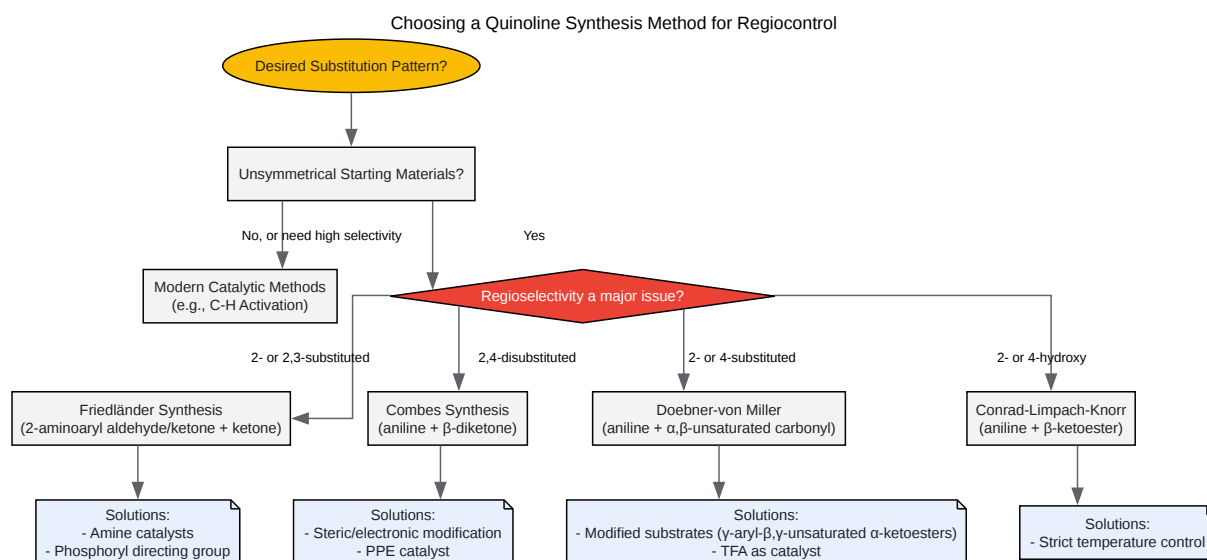 Choosing a Quinoline Synthesis Method for Regiocontrol
Desired Substitution Pattern?
Unsymmetrical Starting Materials?
No, or need high selectivity
Yes
Modern Catalytic Methods
(e.g., C-H Activation)
Regioselectivity a major issue?
2- or 2,3-substituted
2,4-disubstituted
2- or 4-substituted
2- or 4-hydroxy
Friedländer Synthesis
(2-aminoaryl aldehyde/ketone + ketone)
Combes Synthesis
(aniline + β-diketone)
Doebner-von Miller
(aniline + α,β-unsaturated carbonyl)
Conrad-Limpach-Knorr
(aniline + β-ketoester)
Solutions:
- Amine catalysts
- Phosphoryl directing group
Solutions:
- Steric/electronic modification
- PPE catalyst
Solutions:
- Modified substrates (γ-aryl-β,γ-unsaturated α-ketoesters)
- TFA as catalyst
Solutions:
- Strict temperature control